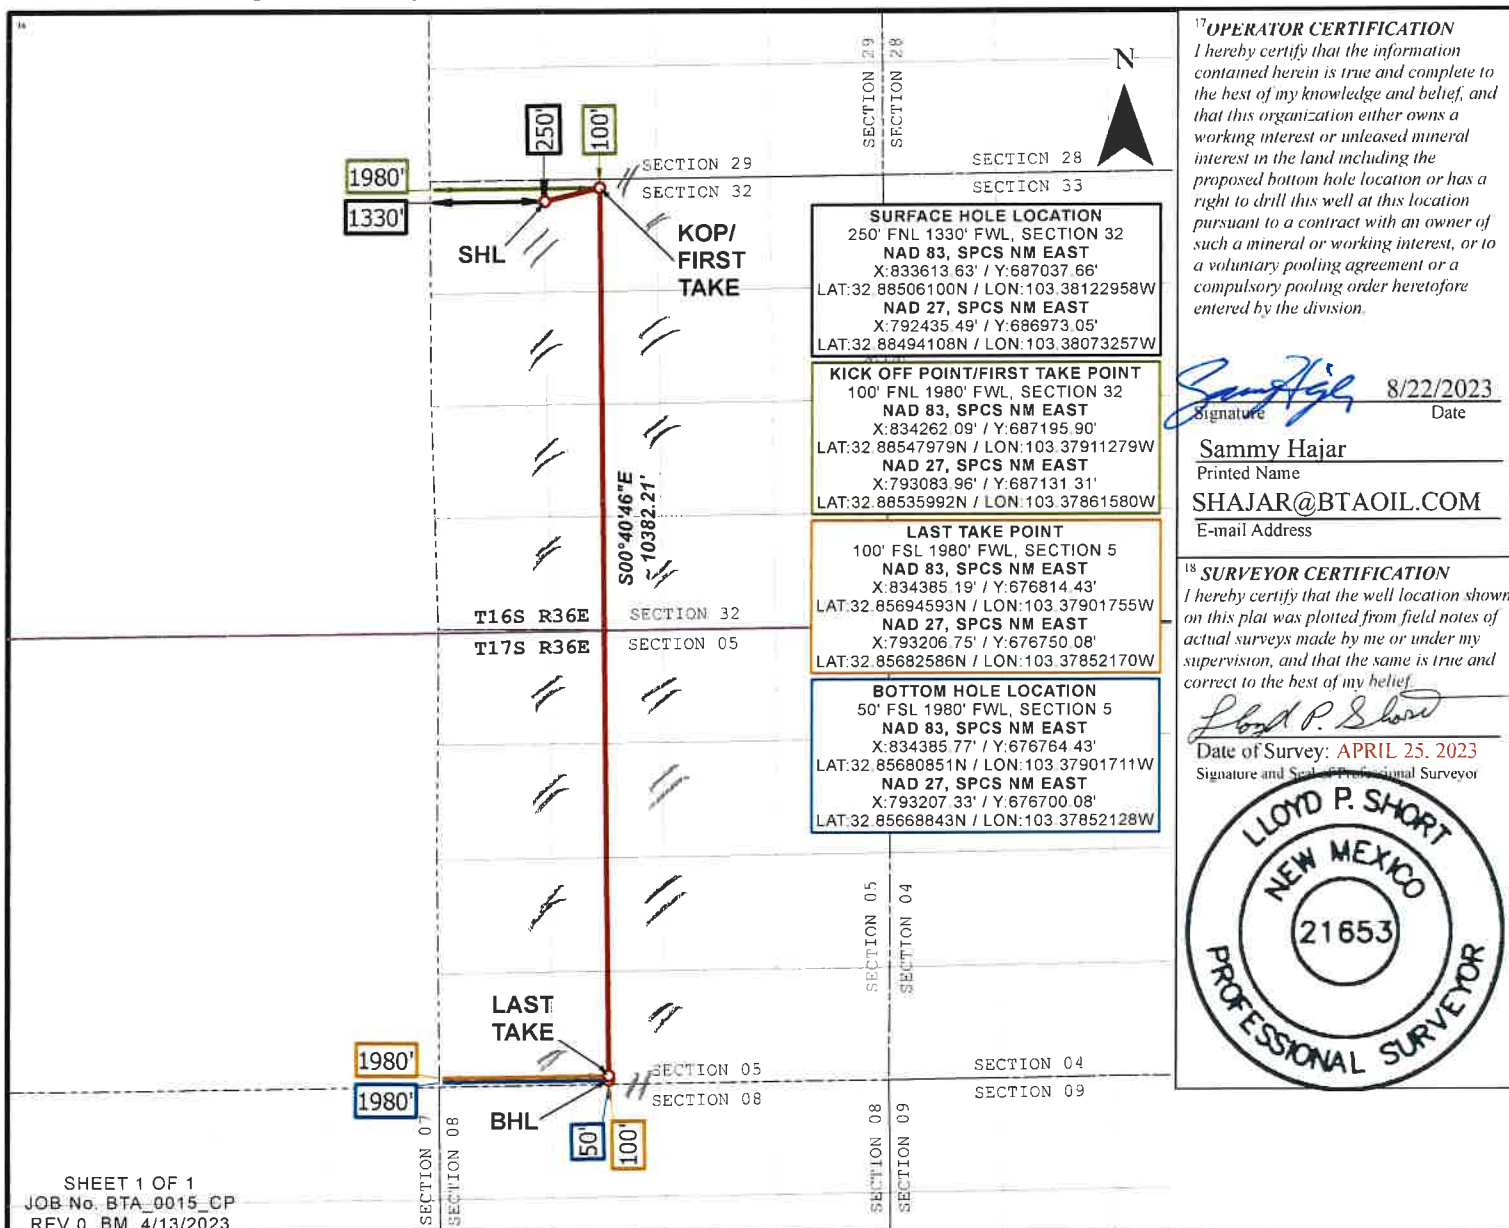 16
SECTION 29
SECTION 28
N
250'
100'
SECTION 29
SECTION 28
1980'
SECTION 32
SECTION 33
1330'
SHL
KOP/
FIRST
TAKE
S00°40'46"E
~ 10382.21'
T16S R36E
SECTION 32
T17S R36E
SECTION 05
SURFACE HOLE LOCATION
250' FNL 1330' FWL, SECTION 32
NAD 83, SPCS NM EAST
X:833613.63' / Y:687037.66'
LAT:32.88506100N / LON:103.38122958W
NAD 27, SPCS NM EAST
X:792435.49' / Y:686973.05'
LAT:32.88494108N / LON:103.38073257W
KICK OFF POINT/FIRST TAKE POINT
100' FNL 1980' FWL, SECTION 32
NAD 83, SPCS NM EAST
X:834262.09' / Y:687195.90'
LAT:32.88547979N / LON:103.37911279W
NAD 27, SPCS NM EAST
X:793083.96' / Y:687131.31'
LAT:32.88535992N / LON:103.37861580W
LAST TAKE POINT
100' FSL 1980' FWL, SECTION 5
NAD 83, SPCS NM EAST
X:834385.19' / Y:676814.43'
LAT:32.85694593N / LON:103.37901755W
NAD 27, SPCS NM EAST
X:793206.75' / Y:676750.08'
LAT:32.85682586N / LON:103.37852170W
BOTTOM HOLE LOCATION
50' FSL 1980' FWL, SECTION 5
NAD 83, SPCS NM EAST
X:834385.77' / Y:676764.43'
LAT:32.85680851N / LON:103.37901711W
NAD 27, SPCS NM EAST
X:793207.33' / Y:676700.08'
LAT:32.85668843N / LON:103.37852128W
SECTION 05
SECTION 04
LAST
TAKE
1980'
SECTION 05
SECTION 04
1980'
SECTION 08
SECTION 09
BHL
50'
100'
SECTION 07
SECTION 08
SECTION 08
SECTION 09
SHEET 1 OF 1
JOB No. BTA_0015_CP
REV 0 BM 4/13/2023
17 OPERATOR CERTIFICATION
I hereby certify that the information
contained herein is true and complete to
the best of my knowledge and belief, and
that this organization either owns a
working interest or unleased mineral
interest in the land including the
proposed bottom hole location or has a
right to drill this well at this location
pursuant to a contract with an owner of
such a mineral or working interest, or to
a voluntary pooling agreement or a
compulsory pooling order heretofore
entered by the division.
8/22/2023
Signature Date
Sammy Hajar
Printed Name
SHAJAR@BTAOIL.COM
E-mail Address
18 SURVEYOR CERTIFICATION
I hereby certify that the well location shown
on this plat was plotted from field notes of
actual surveys made by me or under my
supervision, and that the same is true and
correct to the best of my belief.
Lloyd P. Short
Date of Survey: APRIL 25, 2023
Signature and Seal of Professional Surveyor
LLOYD P. SHORT
NEW MEXICO
21653
PROFESSIONAL SURVEYOR